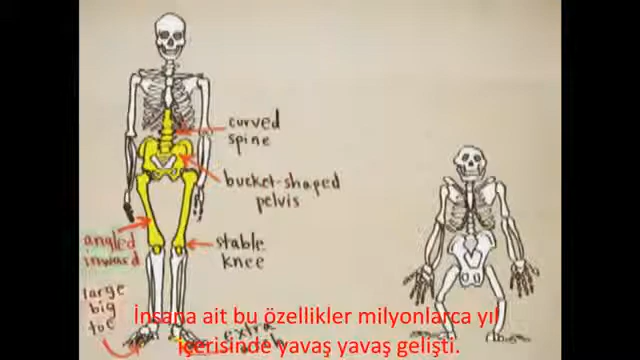 curved
spine
bucket-shaped
pelvis
angled
inward
stable
knee
large
big
toe
extra
İnsana ait bu özellikler milyonlarca yıl
içerisinde yavaş yavaş gelişti.